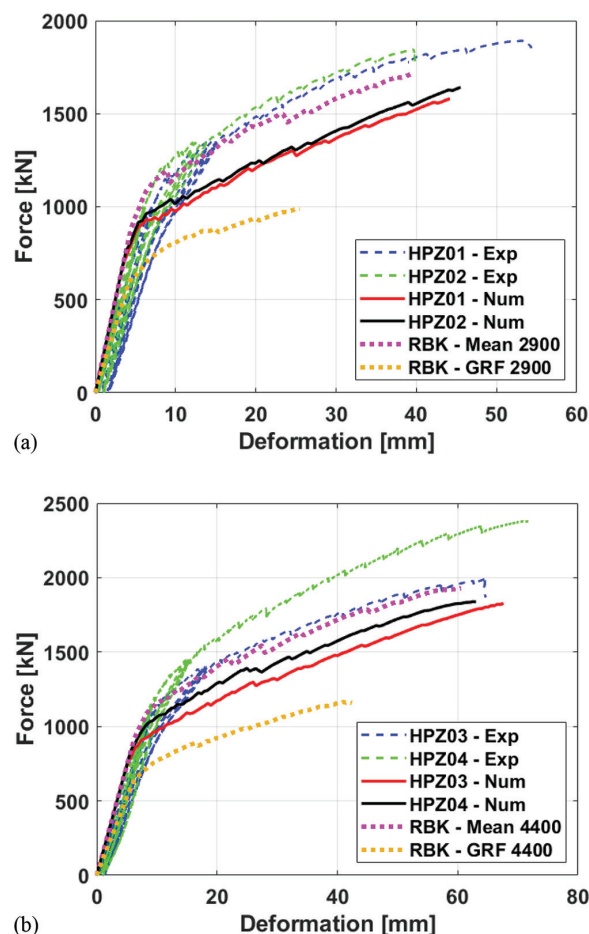 2000
1500
1000
500
0
Force [kN]
HPZ01 - Exp
HPZ02 - Exp
HPZ01 - Num
HPZ02 - Num
RBK - Mean 2900
RBK - GRF 2900
0 10 20 30 40 50 60
(a) Deformation [mm]
2500
2000
1500
1000
500
0
Force [kN]
HPZ03 - Exp
HPZ04 - Exp
HPZ03 - Num
HPZ04 - Num
RBK - Mean 4400
RBK - GRF 4400
0 20 40 60 80
(b) Deformation [mm]